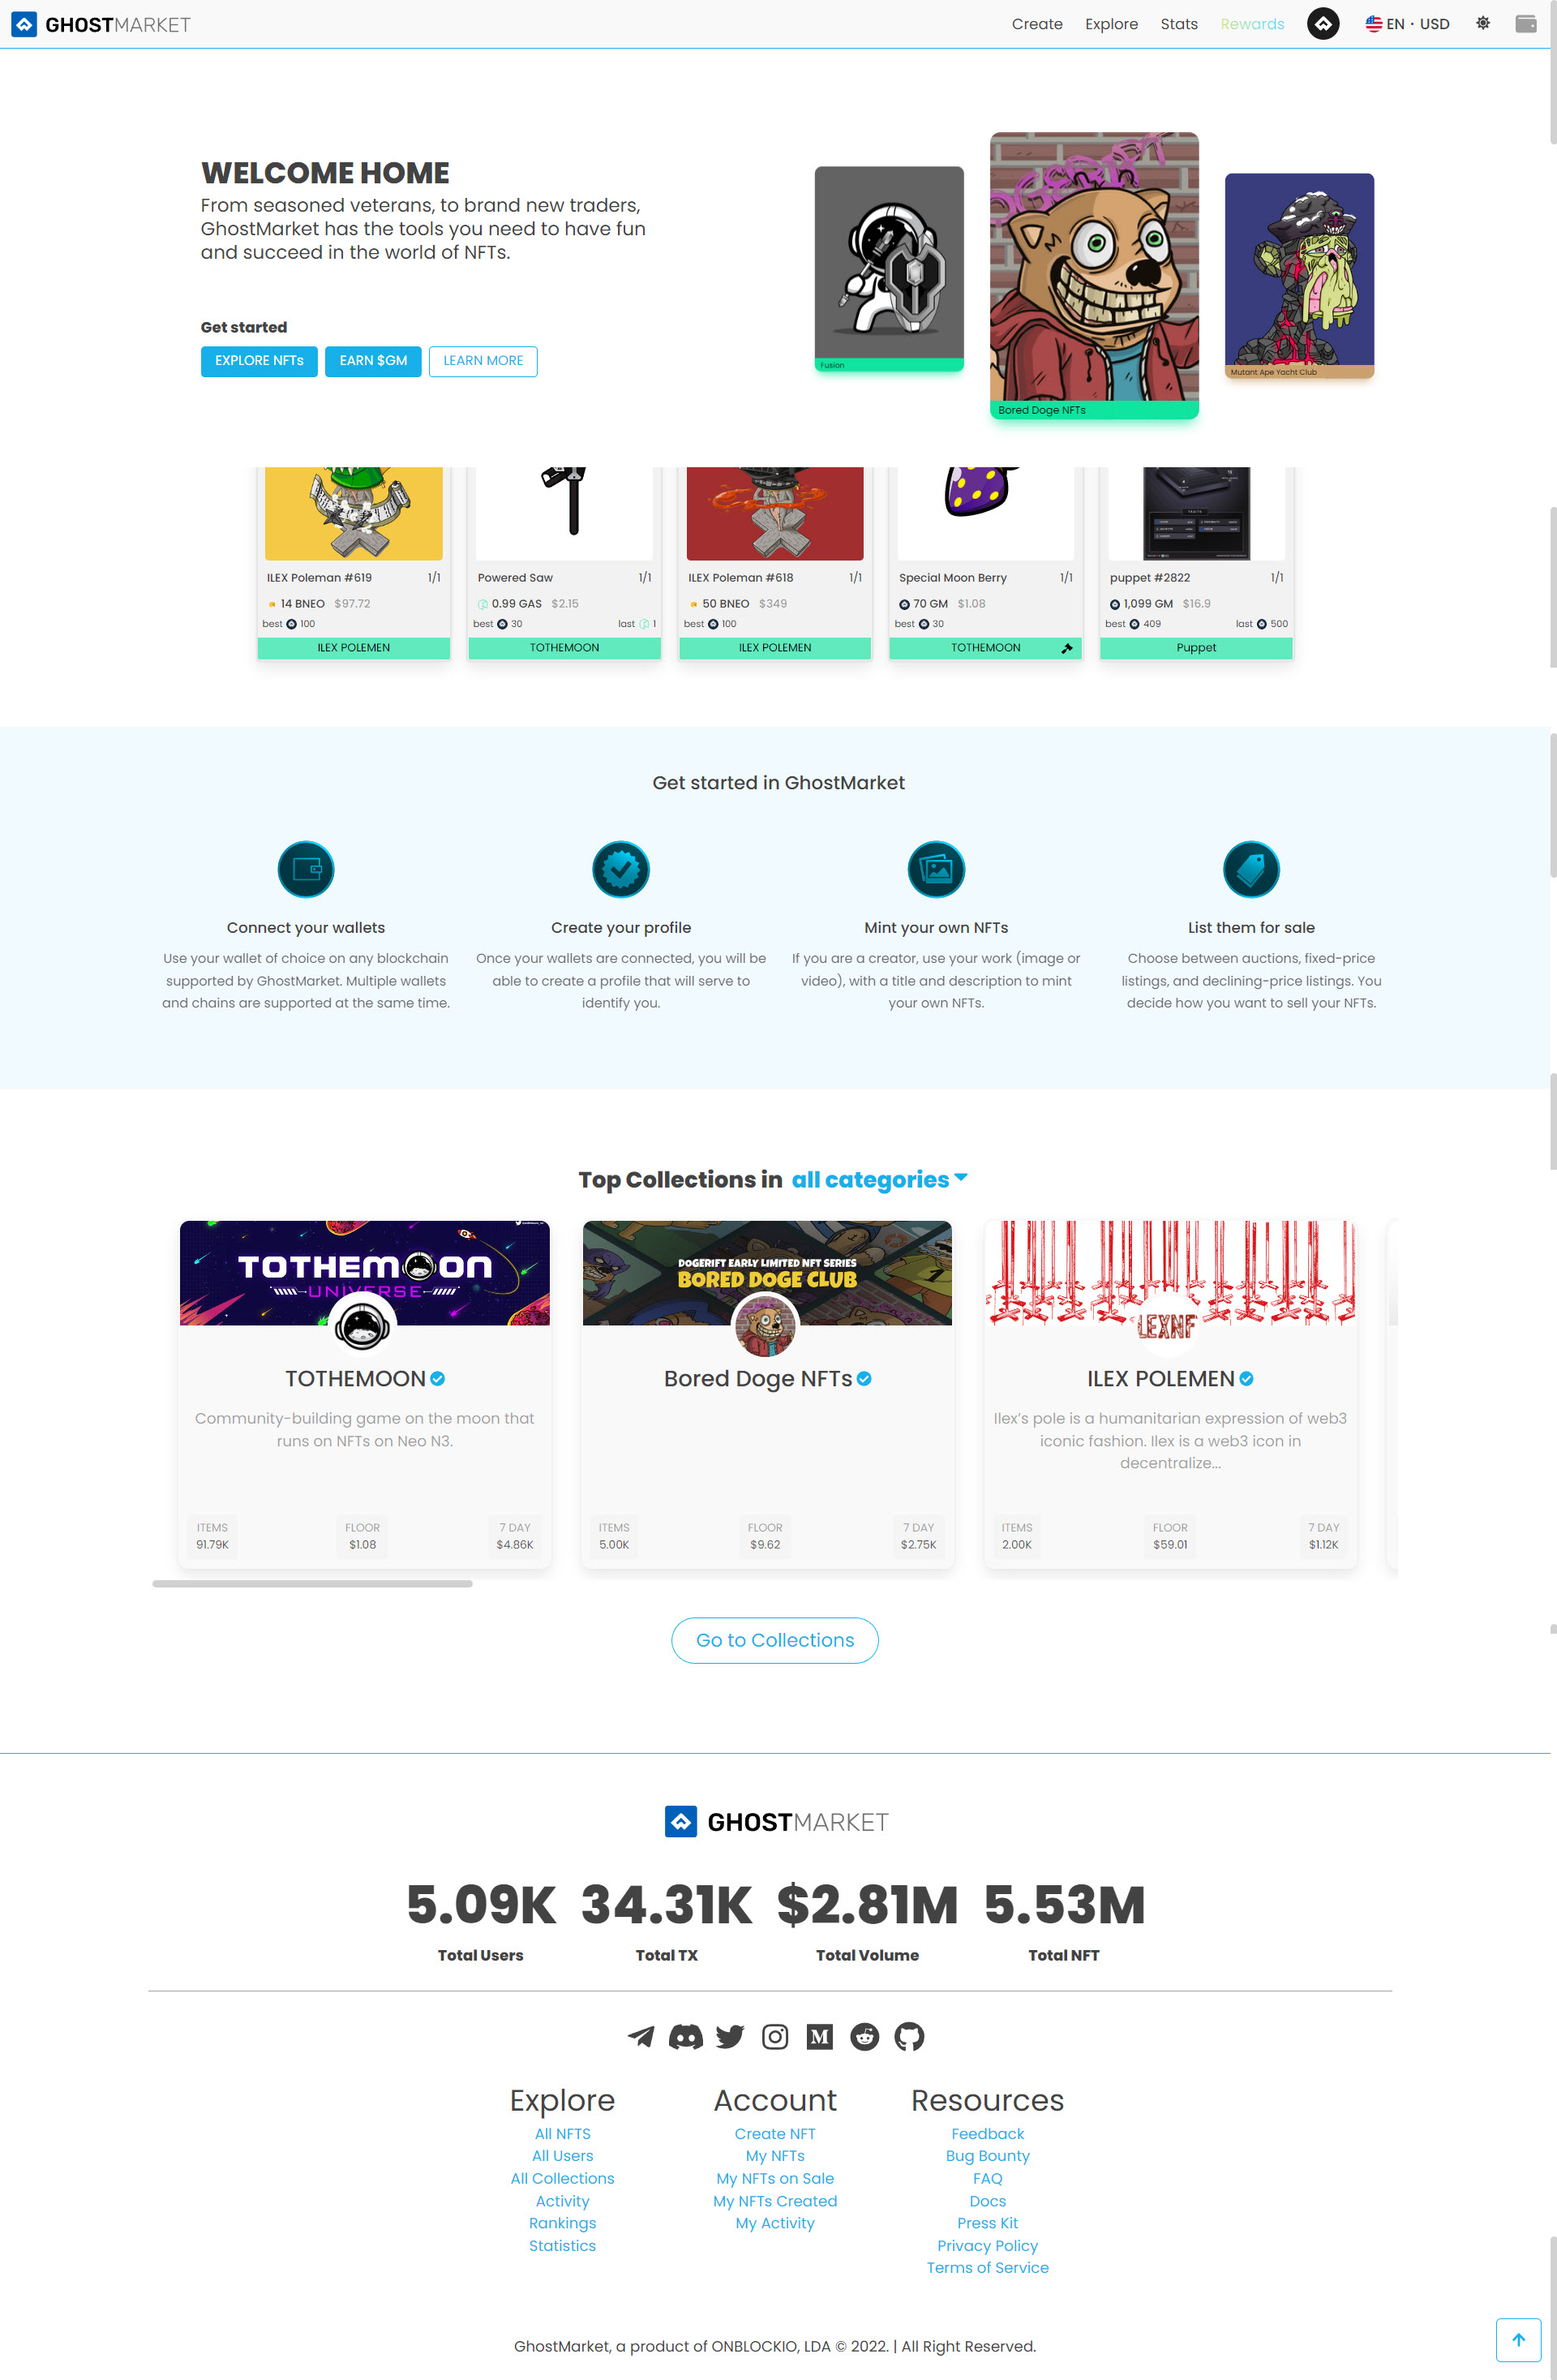 GHOSTMARKET
Create Explore Stats Rewards EN · USD
WELCOME HOME
From seasoned veterans, to brand new traders,
GhostMarket has the tools you need to have fun
and succeed in the world of NFTs.
Get started
EXPLORE NFTs EARN $GM LEARN MORE
Fusion
Bored Doge NFTs
Mutant Ape Yacht Club
ILEX Poleman #619 1/1
14 BNEO $97.72
best 100
ILEX POLEMEN
Powered Saw 1/1
0.99 GAS $2.15
best 30 last 1
TOTHEMOON
ILEX Poleman #618 1/1
50 BNEO $349
best 100
ILEX POLEMEN
Special Moon Berry 1/1
70 GM $1.08
best 30
TOTHEMOON
TRAITS
puppet #2822 1/1
1,099 GM $16.9
best 409 last 500
Puppet
Get started in GhostMarket
Connect your wallets
Use your wallet of choice on any blockchain
supported by GhostMarket. Multiple wallets
and chains are supported at the same time.
Create your profile
Once your wallets are connected, you will be
able to create a profile that will serve to
identify you.
Mint your own NFTs
If you are a creator, use your work (image or
video), with a title and description to mint
your own NFTs.
List them for sale
Choose between auctions, fixed-price
listings, and declining-price listings. You
decide how you want to sell your NFTs.
Top Collections in all categories
TOTHEMOON
UNIVERSE
TOTHEMOON
Community-building game on the moon that
runs on NFTs on Neo N3.
ITEMS FLOOR 7 DAY
91.79K $1.08 $4.86K
DOGERIFT EARLY LIMITED NFT SERIES
BORED DOGE CLUB
Bored Doge NFTs
ITEMS FLOOR 7 DAY
5.00K $9.62 $2.75K
LEXNF
ILEX POLEMEN
Ilex's pole is a humanitarian expression of web3
iconic fashion. Ilex is a web3 icon in
decentralize...
ITEMS FLOOR 7 DAY
2.00K $59.01 $1.12K
Go to Collections
GHOSTMARKET
5.09K 34.31K $2.81M 5.53M
Total Users Total TX Total Volume Total NFT
Explore
All NFTS
All Users
All Collections
Activity
Rankings
Statistics
Account
Create NFT
My NFTs
My NFTs on Sale
My NFTs Created
My Activity
Resources
Feedback
Bug Bounty
FAQ
Docs
Press Kit
Privacy Policy
Terms of Service
GhostMarket, a product of ONBLOCKIO, LDA © 2022. | All Right Reserved.